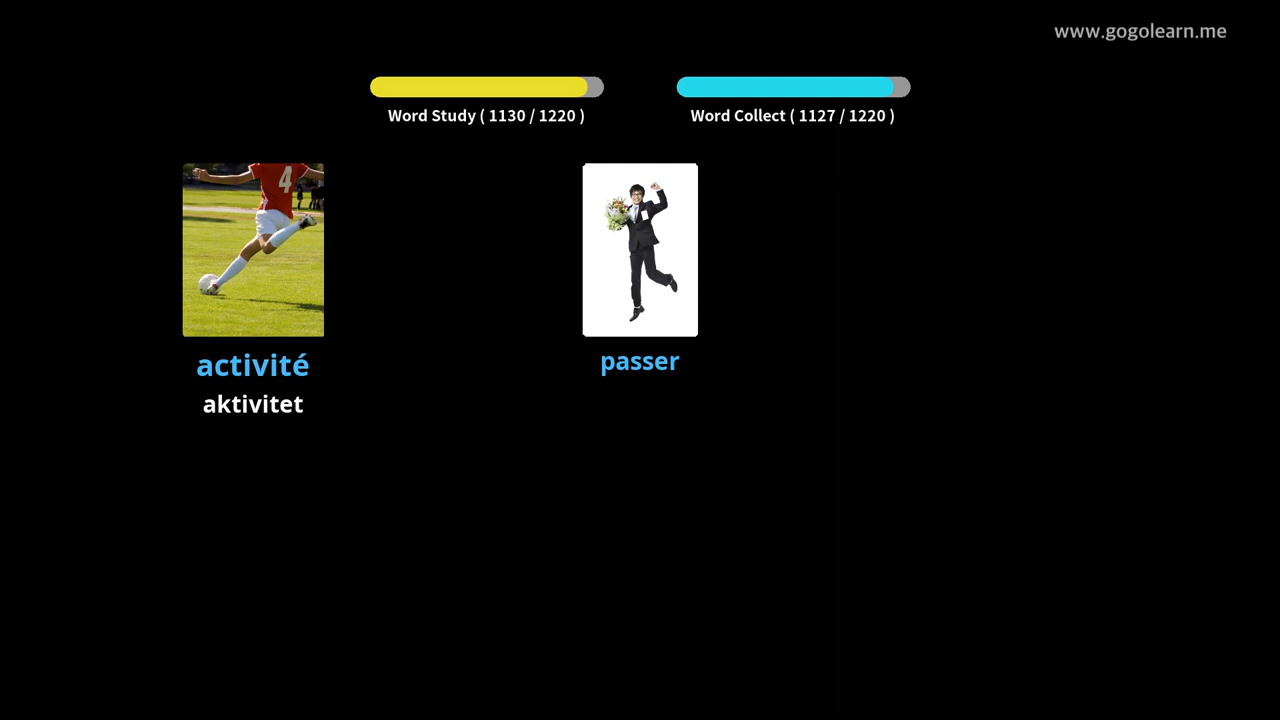 www.gogolearn.me
Word Study ( 1130 / 1220 )
Word Collect ( 1127 / 1220 )
4
activité
passer
aktivitet